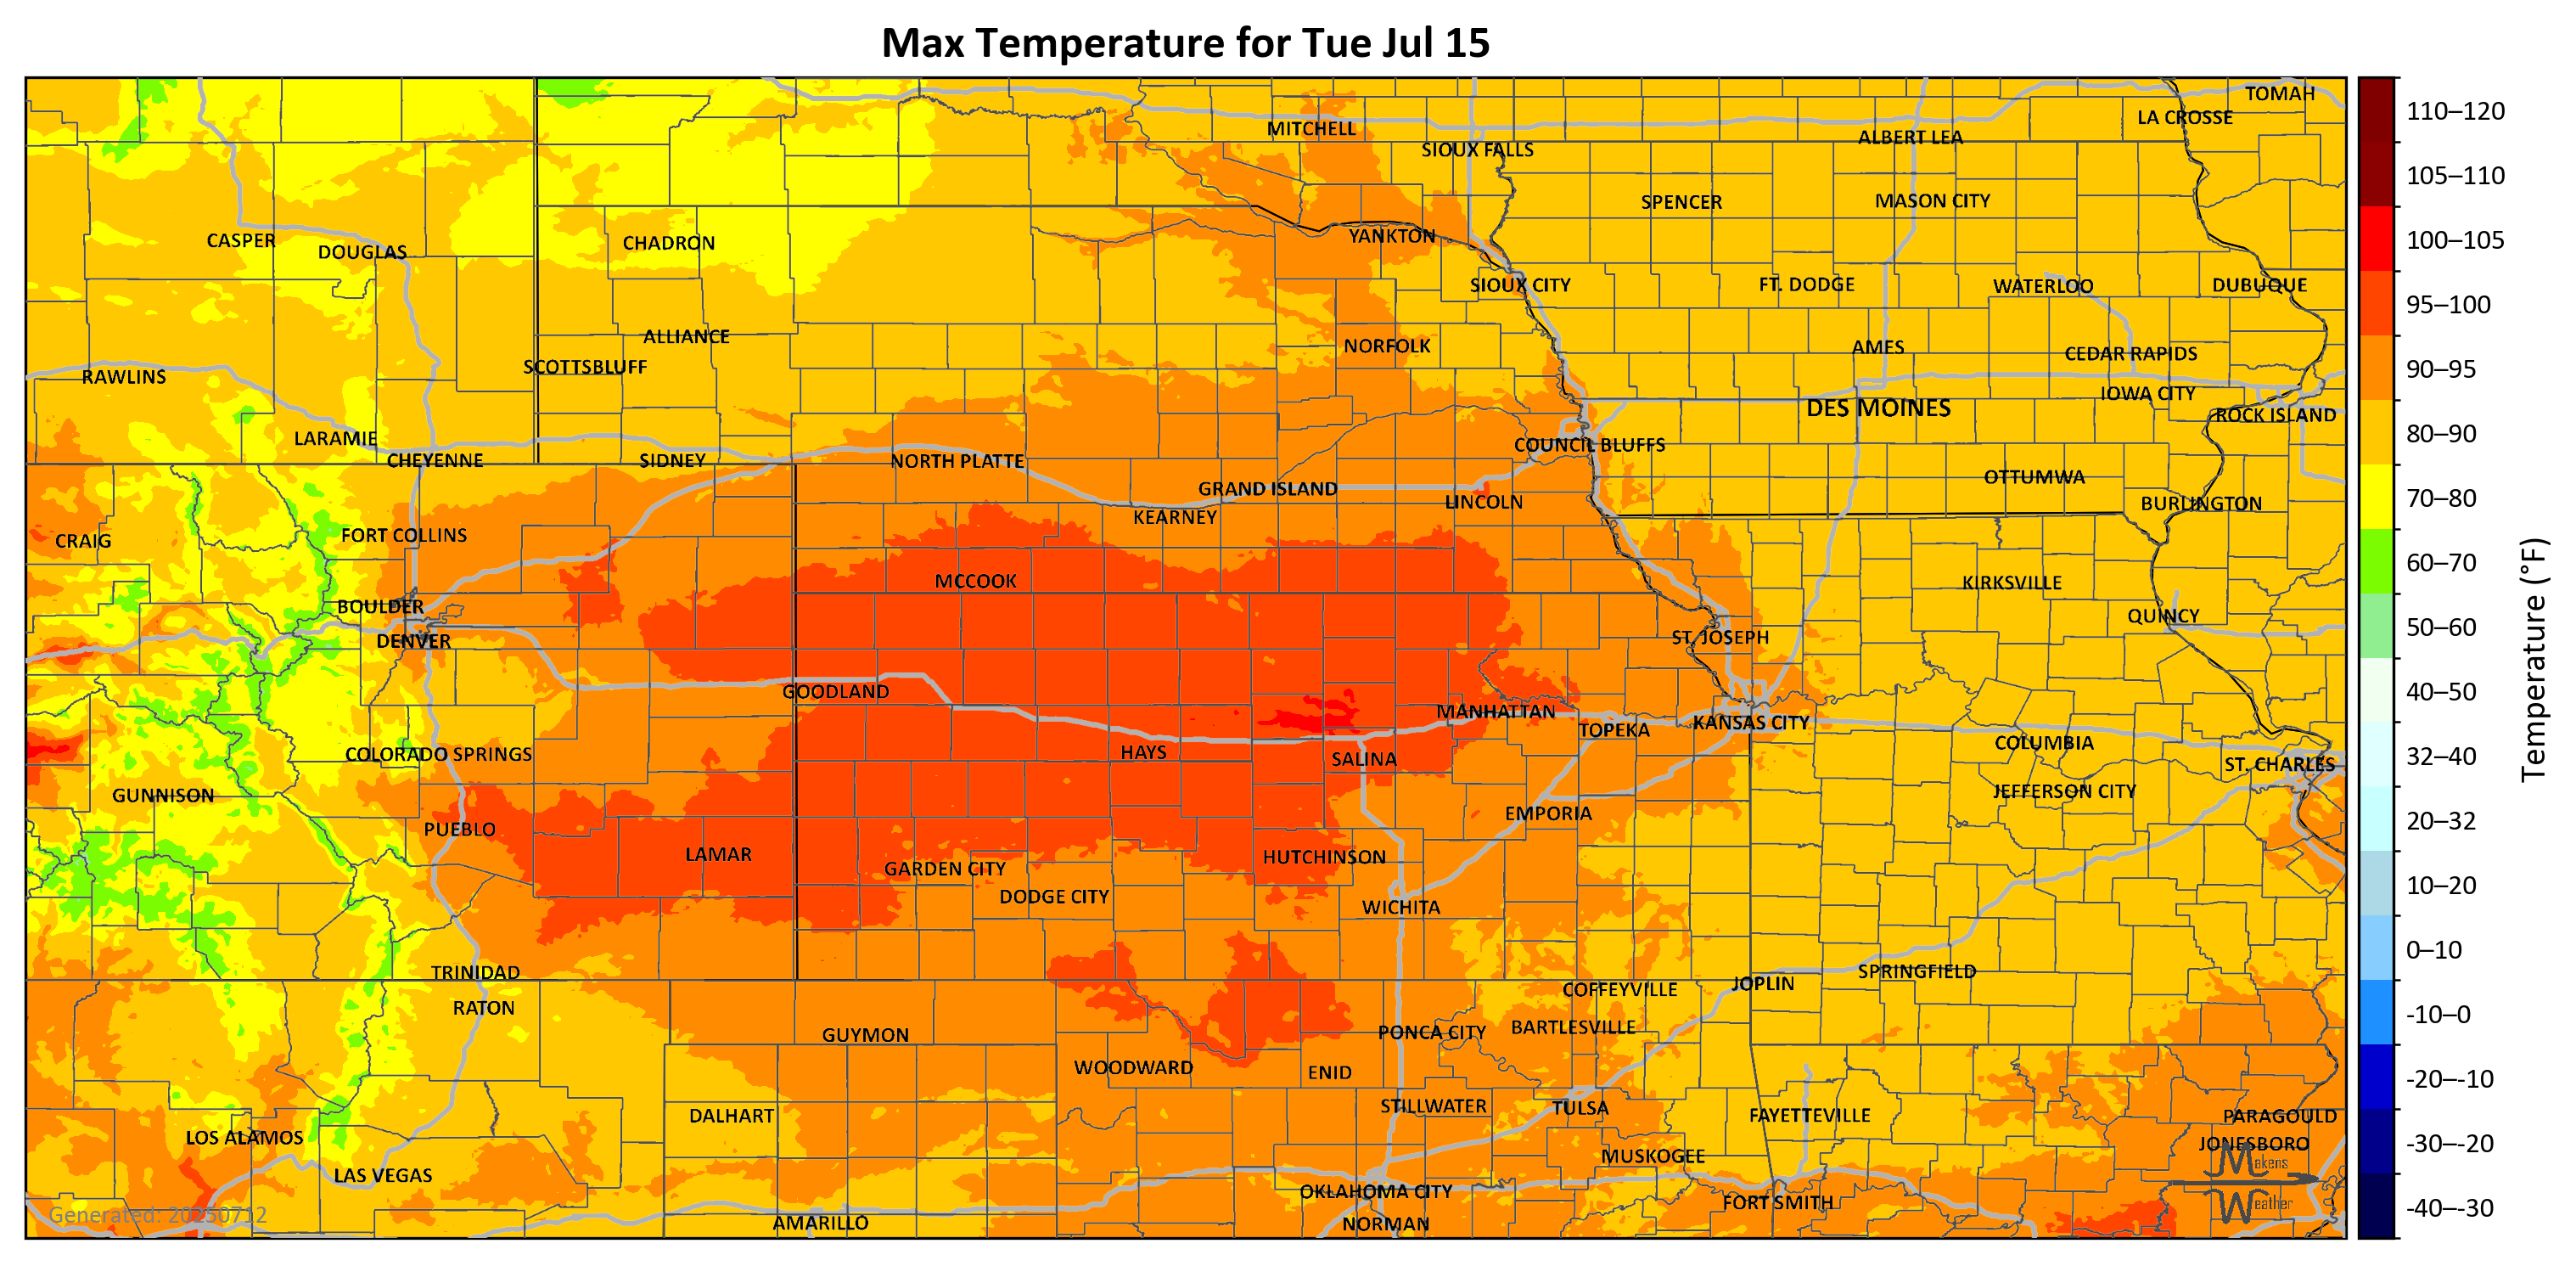 Max Temperature for Tue Jul 15
TOMAH
LA CROSSE
MITCHELL
ALBERT LEA
SIOUX FALLS
SPENCER
MASON CITY
YANKTON
CASPER
CHADRON
DOUGLAS
SIOUX CITY
FT. DODGE
WATERLOO
DUBUQUE
ALLIANCE
NORFOLK
AMES
CEDAR RAPIDS
SCOTTSBLUFF
RAWLINS
IOWA CITY
DES MOINES
ROCK ISLAND
LARAMIE
COUNCIL BLUFFS
CHEYENNE
SIDNEY
NORTH PLATTE
OTTUMWA
GRAND ISLAND
LINCOLN
BURLINGTON
KEARNEY
FORT COLLINS
CRAIG
MCCOOK
KIRKSVILLE
BOULDER
QUINCY
DENVER
ST. JOSEPH
GOODLAND
MANHATTAN
KANSAS CITY
TOPEKA
COLUMBIA
COLORADO SPRINGS
HAYS
SALINA
ST. CHARLES
GUNNISON
JEFFERSON CITY
EMPORIA
PUEBLO
LAMAR
HUTCHINSON
GARDEN CITY
DODGE CITY
WICHITA
TRINIDAD
SPRINGFIELD
JOPLIN
COFFEYVILLE
RATON
BARTLESVILLE
PONCA CITY
GUYMON
WOODWARD
ENID
STILLWATER
TULSA
DALHART
FAYETTEVILLE
PARAGOULD
LOS ALAMOS
JONESBORO
MUSKOGEE
LAS VEGAS
OKLAHOMA CITY
FORT SMITH
AMARILLO
NORMAN
Generated: 20250712
Makens
Weather
110–120
105–110
100–105
95–100
90–95
80–90
70–80
60–70
50–60
40–50
32–40
20–32
10–20
0–10
-10–0
-20–-10
-30–-20
-40–-30
Temperature (°F)